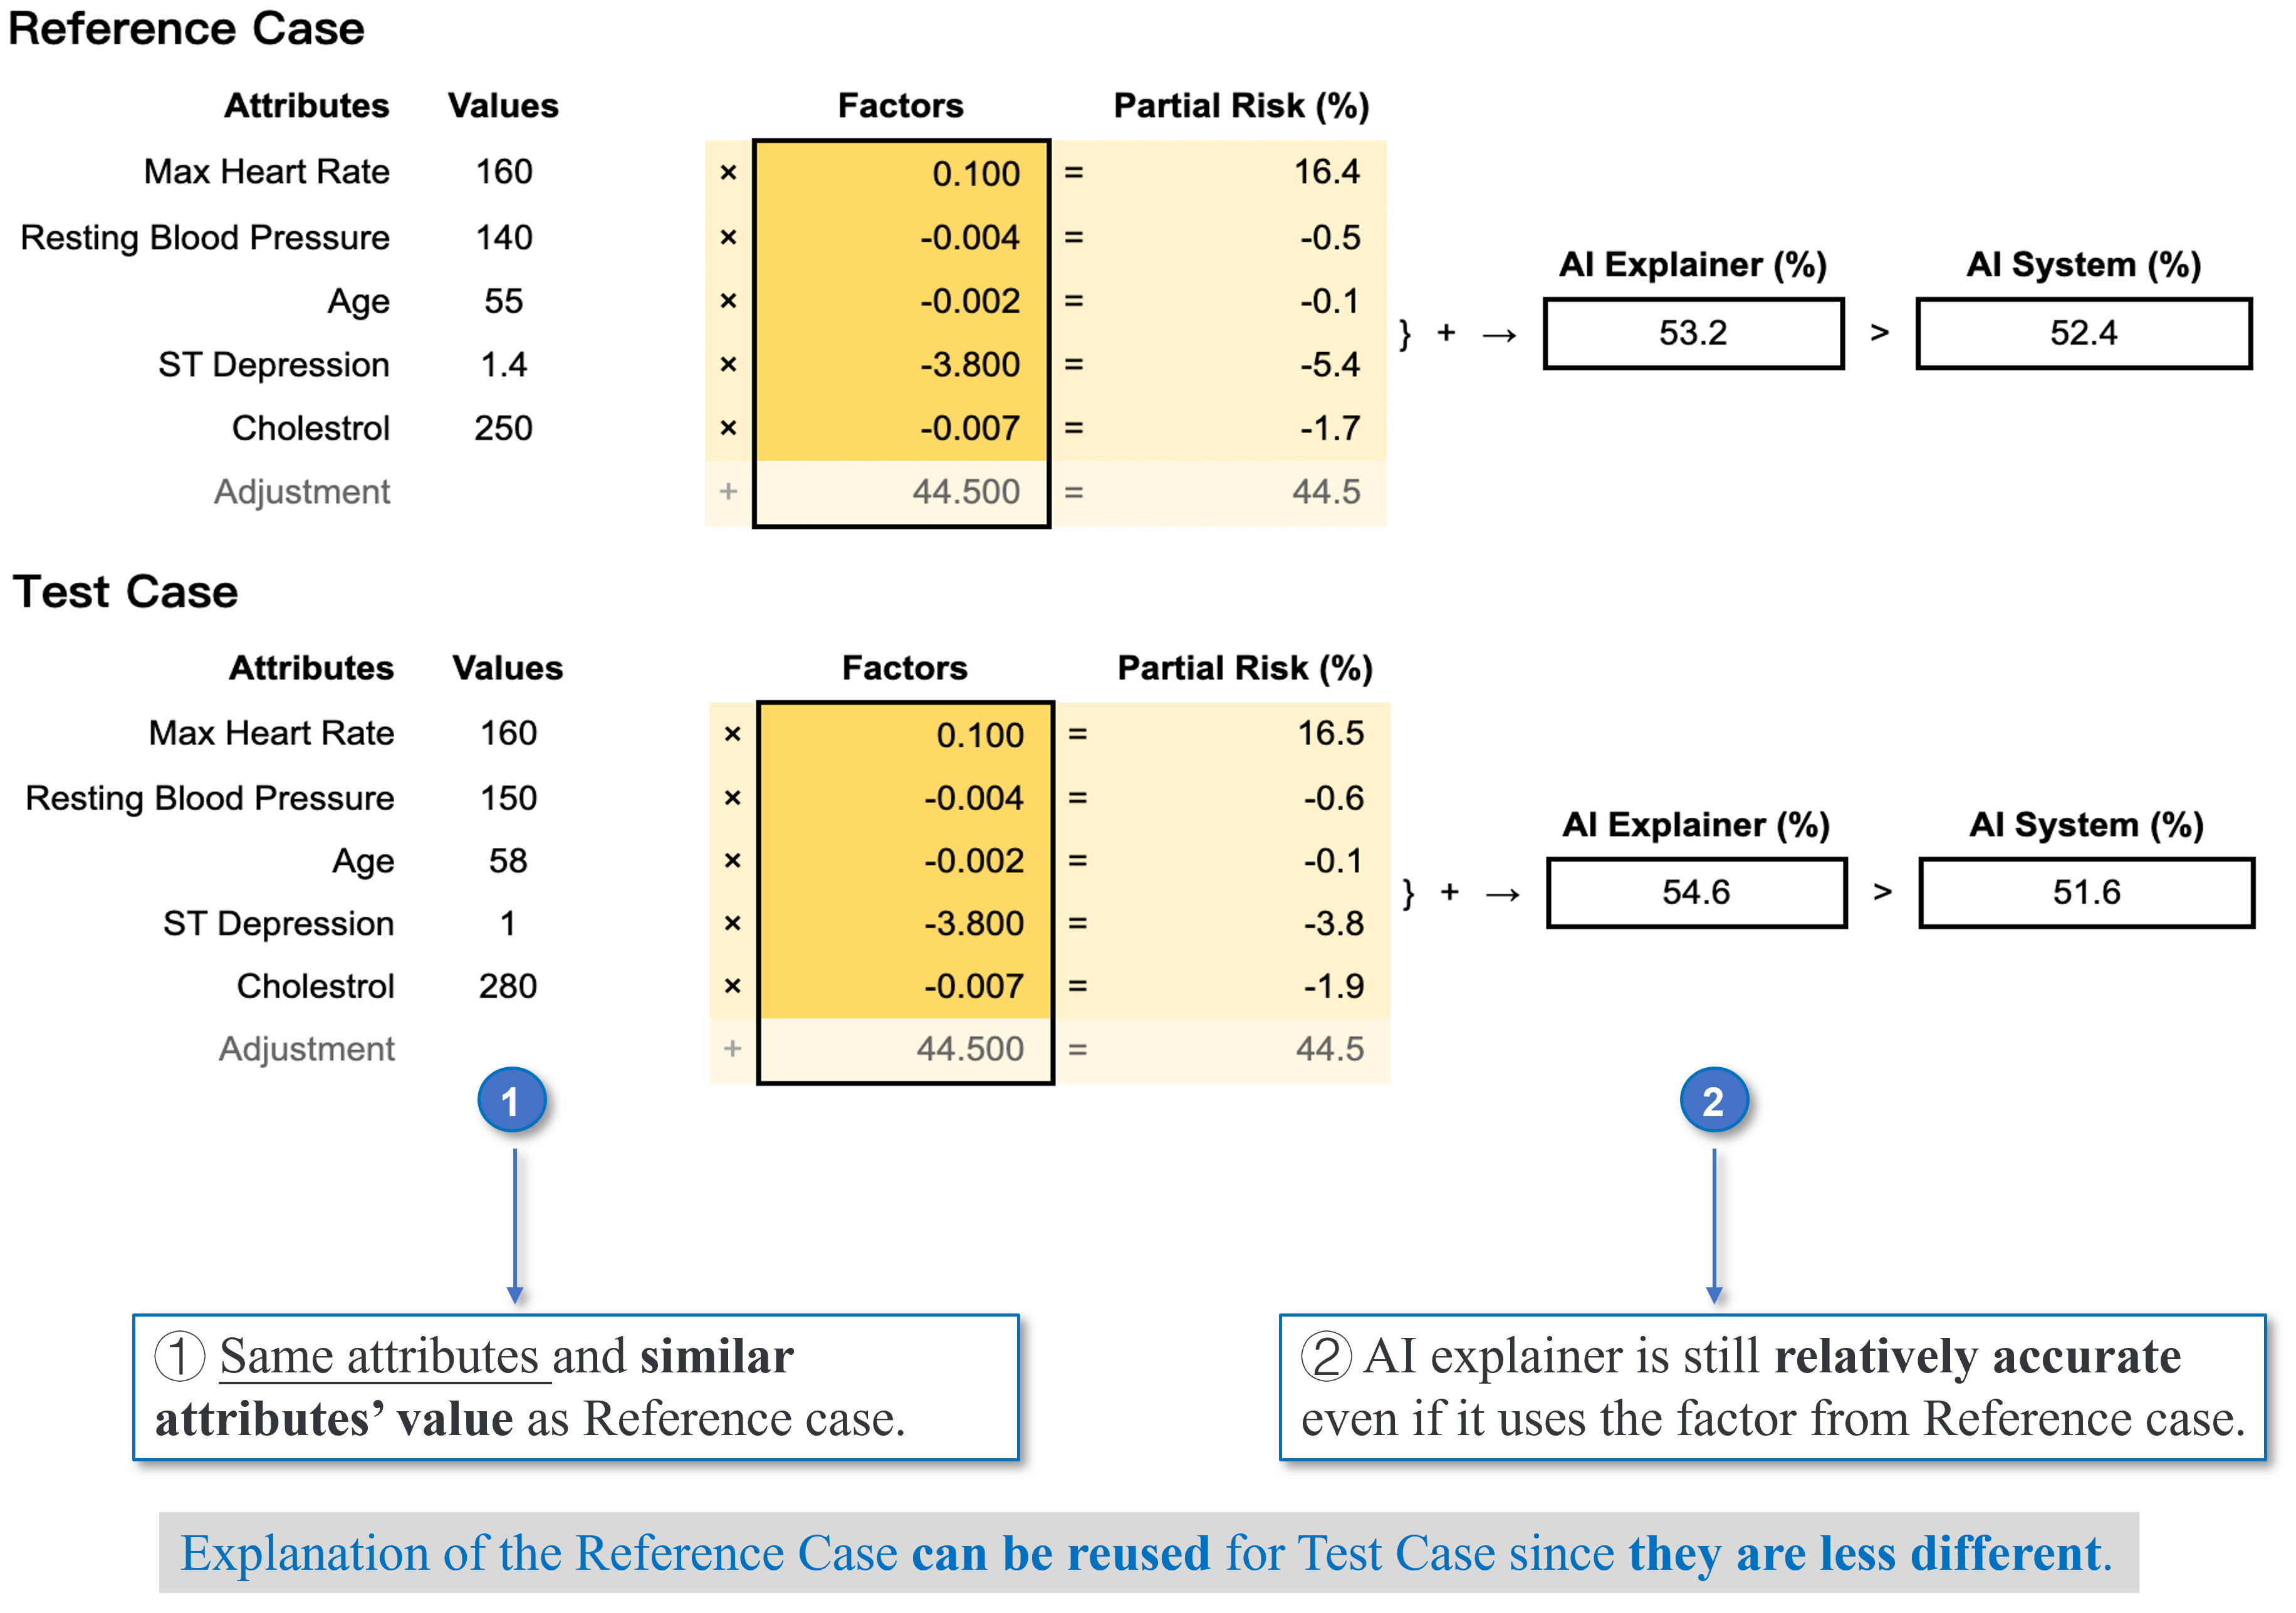 Reference Case
Attributes Values Factors Partial Risk (%)
Max Heart Rate 160 × 0.100 = 16.4
Resting Blood Pressure 140 × -0.004 = -0.5
Age 55 × -0.002 = -0.1
ST Depression 1.4 × -3.800 = -5.4
Cholestrol 250 × -0.007 = -1.7
Adjustment + 44.500 = 44.5
AI Explainer (%) AI System (%)
} + → 53.2 > 52.4
Test Case
Attributes Values Factors Partial Risk (%)
Max Heart Rate 160 × 0.100 = 16.5
Resting Blood Pressure 150 × -0.004 = -0.6
Age 58 × -0.002 = -0.1
ST Depression 1 × -3.800 = -3.8
Cholestrol 280 × -0.007 = -1.9
Adjustment + 44.500 = 44.5
AI Explainer (%) AI System (%)
} + → 54.6 > 51.6
1
2
① Same attributes and similar
attributes’ value as Reference case.
② AI explainer is still relatively accurate
even if it uses the factor from Reference case.
Explanation of the Reference Case can be reused for Test Case since they are less different.